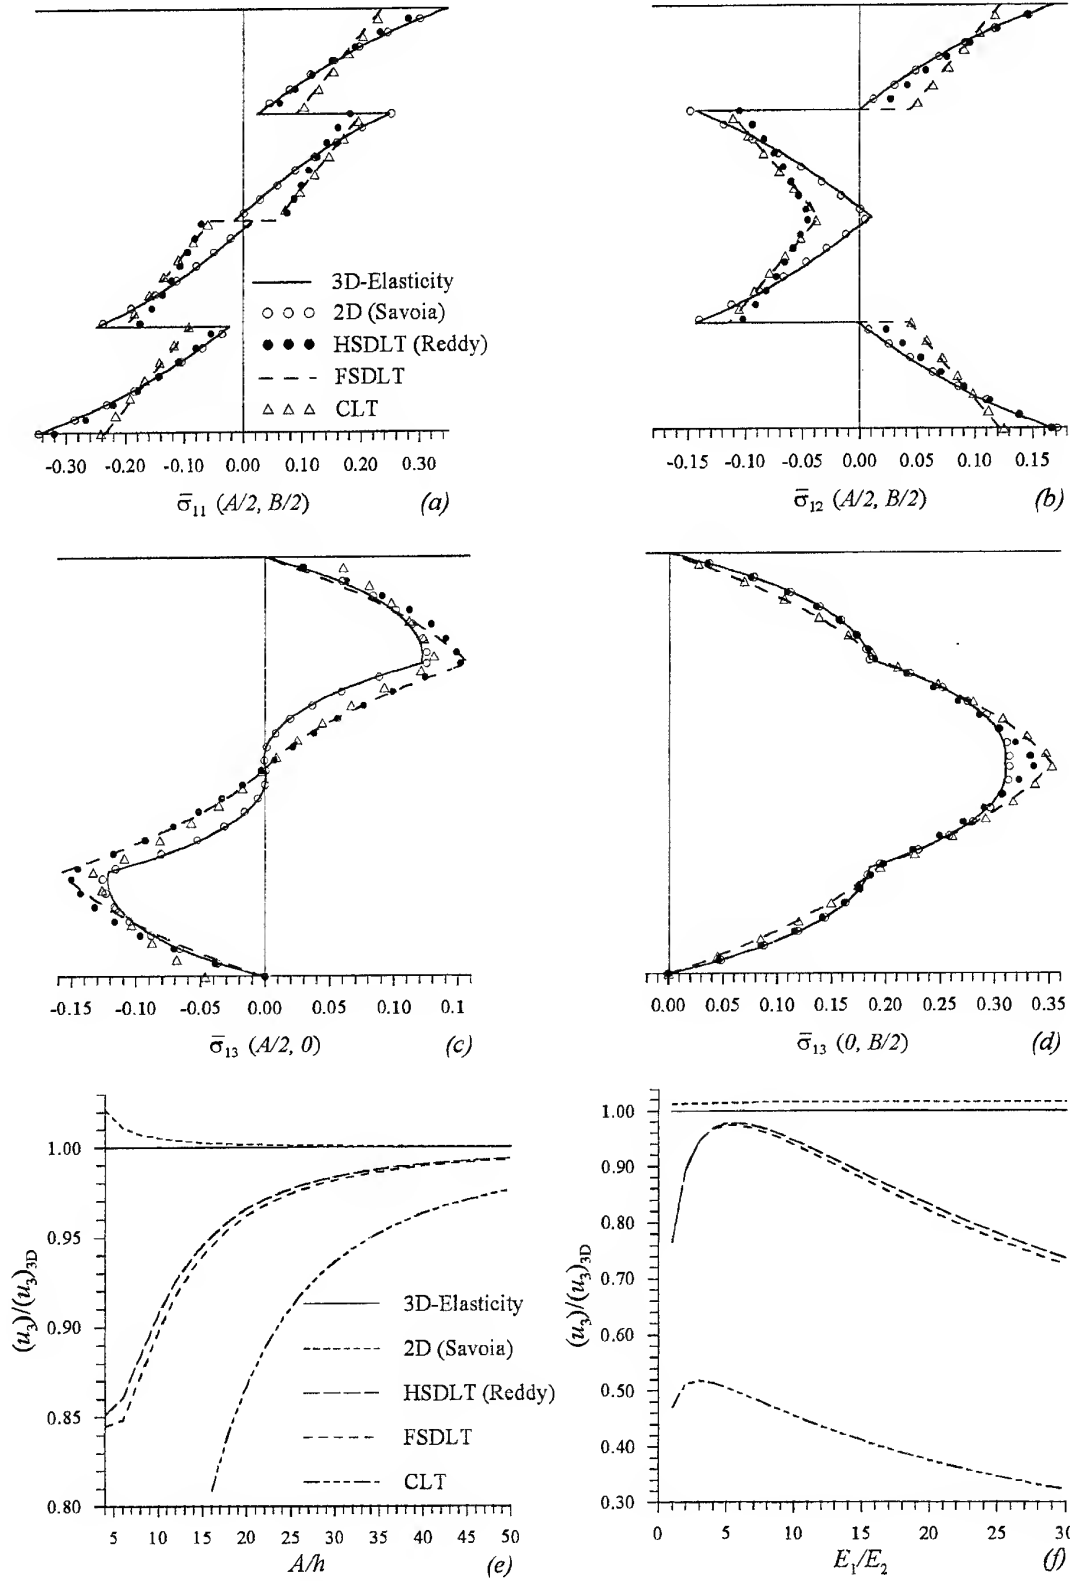 3D-Elasticity
2D (Savoia)
HSDLT (Reddy)
FSDLT
CLT
-0.30 -0.20 -0.10 0.00 0.10 0.20 0.30
σ̅₁₁ (A/2, B/2) (a)
-0.15 -0.10 -0.05 0.00 0.05 0.10 0.15
σ̅₁₂ (A/2, B/2) (b)
-0.15 -0.10 -0.05 0.00 0.05 0.10 0.1
σ̅₁₃ (A/2, 0) (c)
0.00 0.05 0.10 0.15 0.20 0.25 0.30 0.35
σ̅₁₃ (0, B/2) (d)
1.00
0.95
0.90
0.85
0.80
(u₃)/(u₃)₃D
3D-Elasticity
2D (Savoia)
HSDLT (Reddy)
FSDLT
CLT
5 10 15 20 25 30 35 40 45 50
A/h (e)
1.00
0.90
0.80
0.70
0.60
0.50
0.40
0.30
(u₃)/(u₃)₃D
0 5 10 15 20 25 30
E₁/E₂ (f)